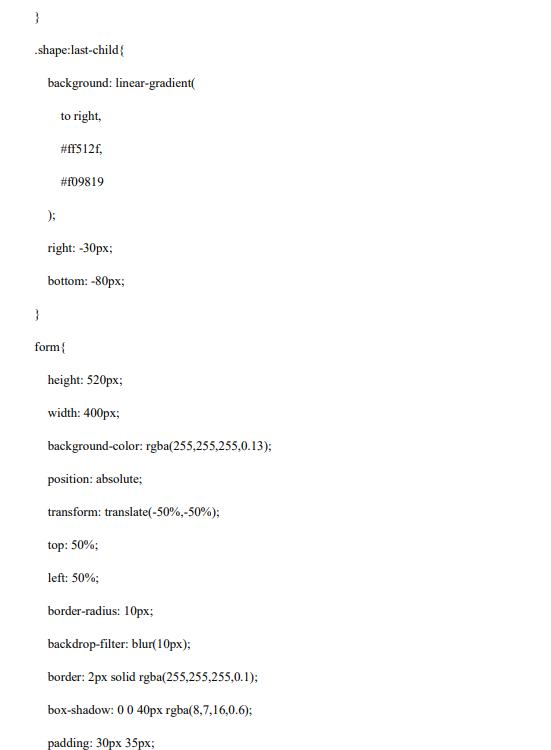 }
.shape:last-child{
background: linear-gradient(
to right,
#ff512f,
#f09819
);
right: -30px;
bottom: -80px;
}
form{
height: 520px;
width: 400px;
background-color: rgba(255,255,255,0.13);
position: absolute;
transform: translate(-50%,-50%);
top: 50%;
left: 50%;
border-radius: 10px;
backdrop-filter: blur(10px);
border: 2px solid rgba(255,255,255,0.1);
box-shadow: 0 0 40px rgba(8,7,16,0.6);
padding: 30px 35px;